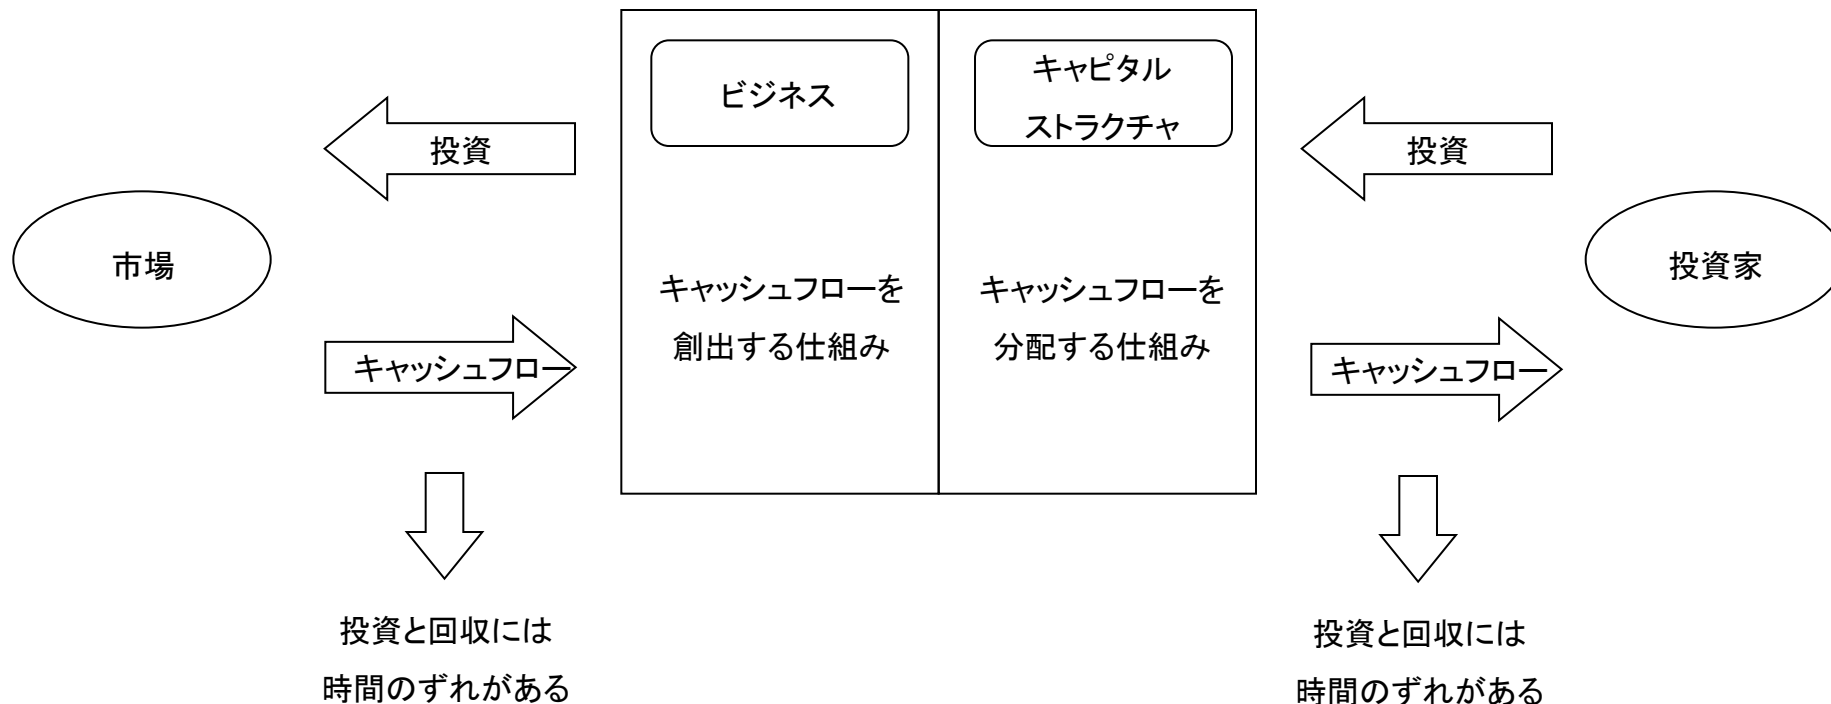 ビジネス
キャピタル
ストラクチャ
投資
投資
市場
投資家
キャッシュフローを
創出する仕組み
キャッシュフローを
分配する仕組み
キャッシュフロー
キャッシュフロー
投資と回収には
時間のずれがある
投資と回収には
時間のずれがある